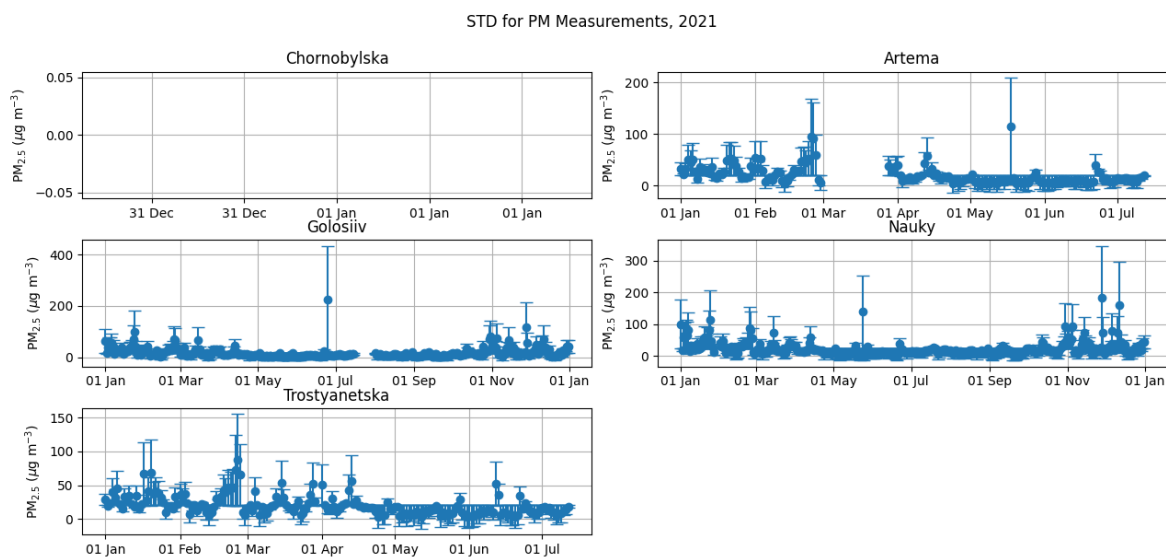 STD for PM Measurements, 2021
Chornobylska
PM2.5 (μg m−3)
0.05
0.00
−0.05
31 Dec 31 Dec 01 Jan 01 Jan 01 Jan
Artema
PM2.5 (μg m−3)
200
100
0
01 Jan 01 Feb 01 Mar 01 Apr 01 May 01 Jun 01 Jul
Golosiiv
PM2.5 (μg m−3)
400
200
0
01 Jan 01 Mar 01 May 01 Jul 01 Sep 01 Nov 01 Jan
Nauky
PM2.5 (μg m−3)
300
200
100
0
01 Jan 01 Mar 01 May 01 Jul 01 Sep 01 Nov 01 Jan
Trostyanetska
PM2.5 (μg m−3)
150
100
50
0
01 Jan 01 Feb 01 Mar 01 Apr 01 May 01 Jun 01 Jul